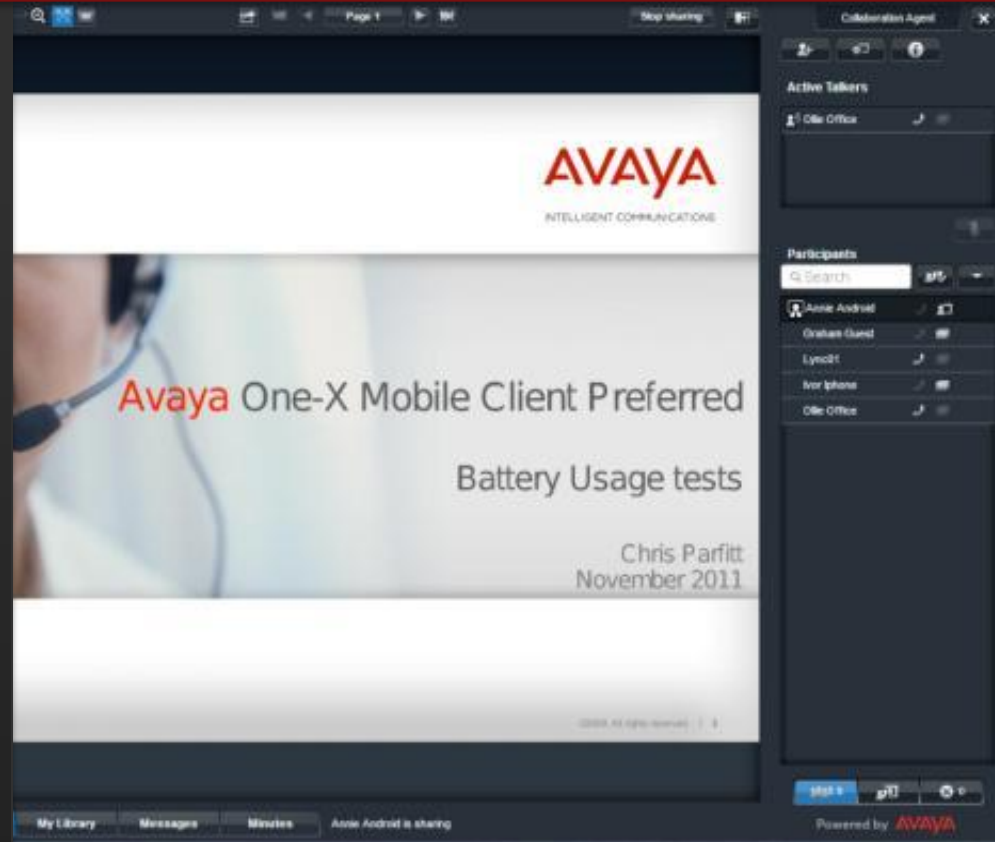 Page 1
Stop sharing
Collaboration Agent
Active Talkers
Ollie Office
AVAYA
INTELLIGENT COMMUNICATIONS
Participants
Search
Annie Android
Graham Guest
Lync01
Ivor Iphone
Ollie Office
Avaya One-X Mobile Client Preferred
Battery Usage tests
Chris Parfitt
November 2011
My Library
Messages
Minutes
Annie Android is sharing
Powered by AVAYA